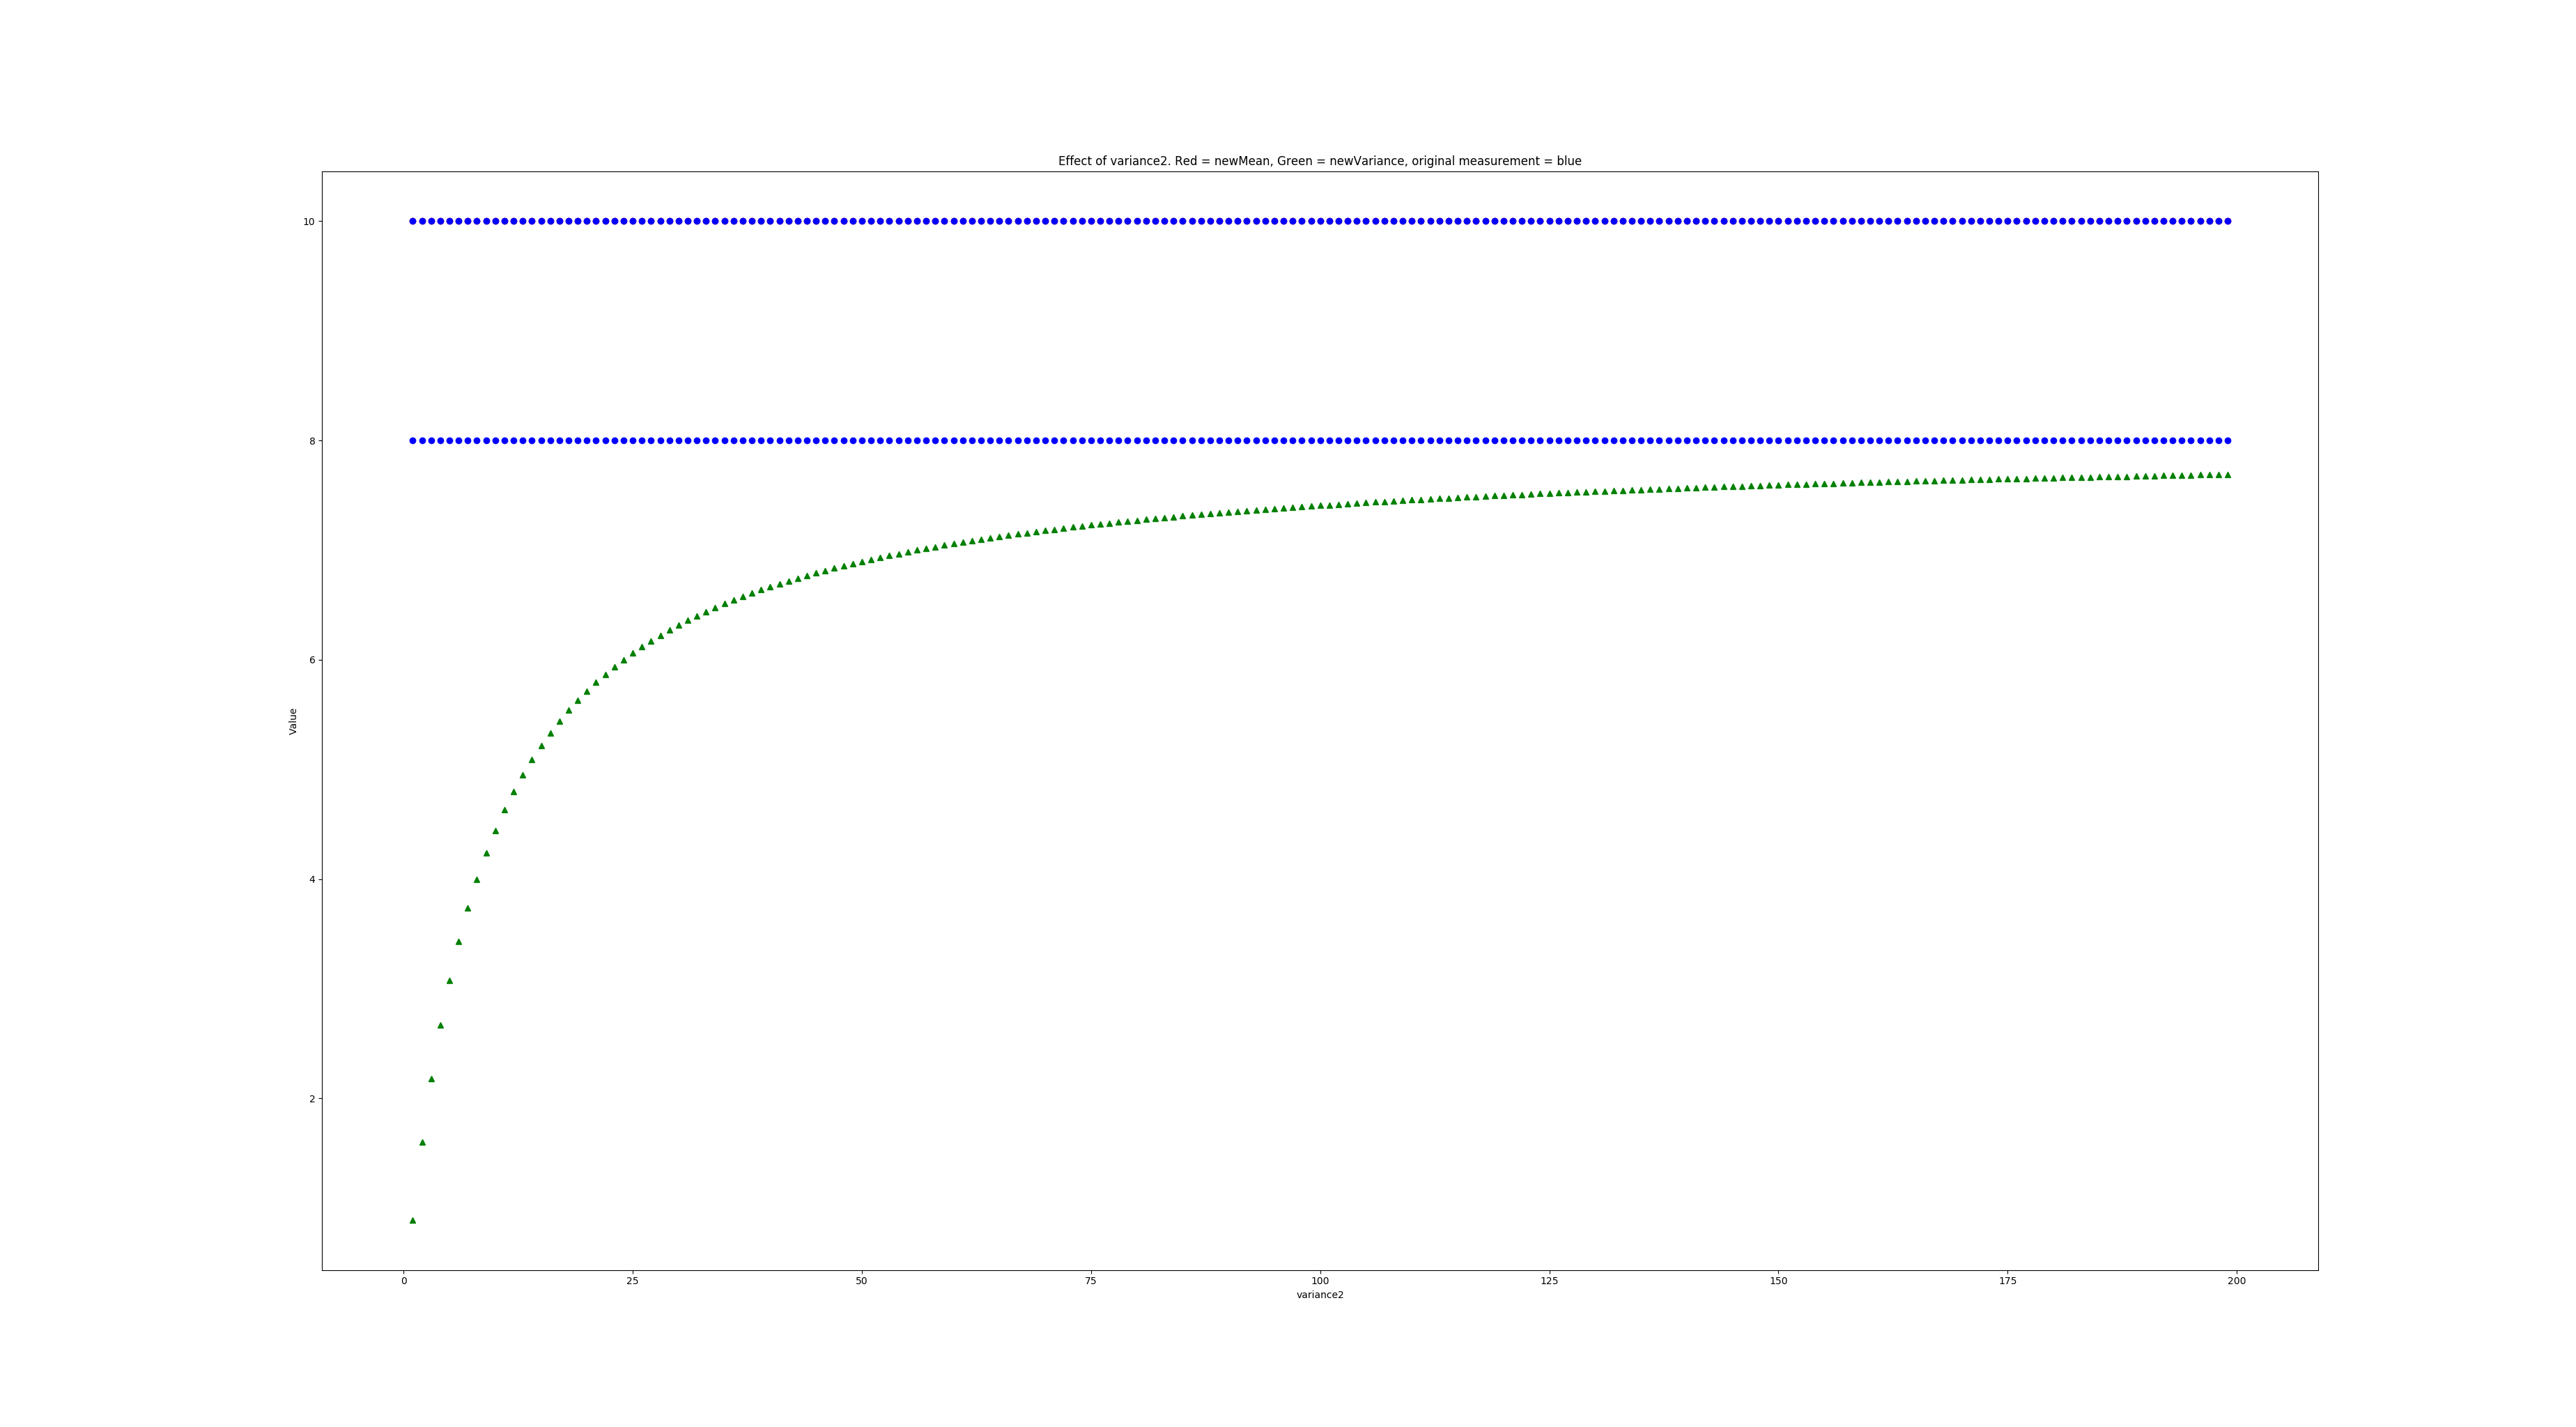 Effect of variance2. Red = newMean, Green = newVariance, original measurement = blue
10
8
6
4
2
Value
0 25 50 75 100 125 150 175 200
variance2